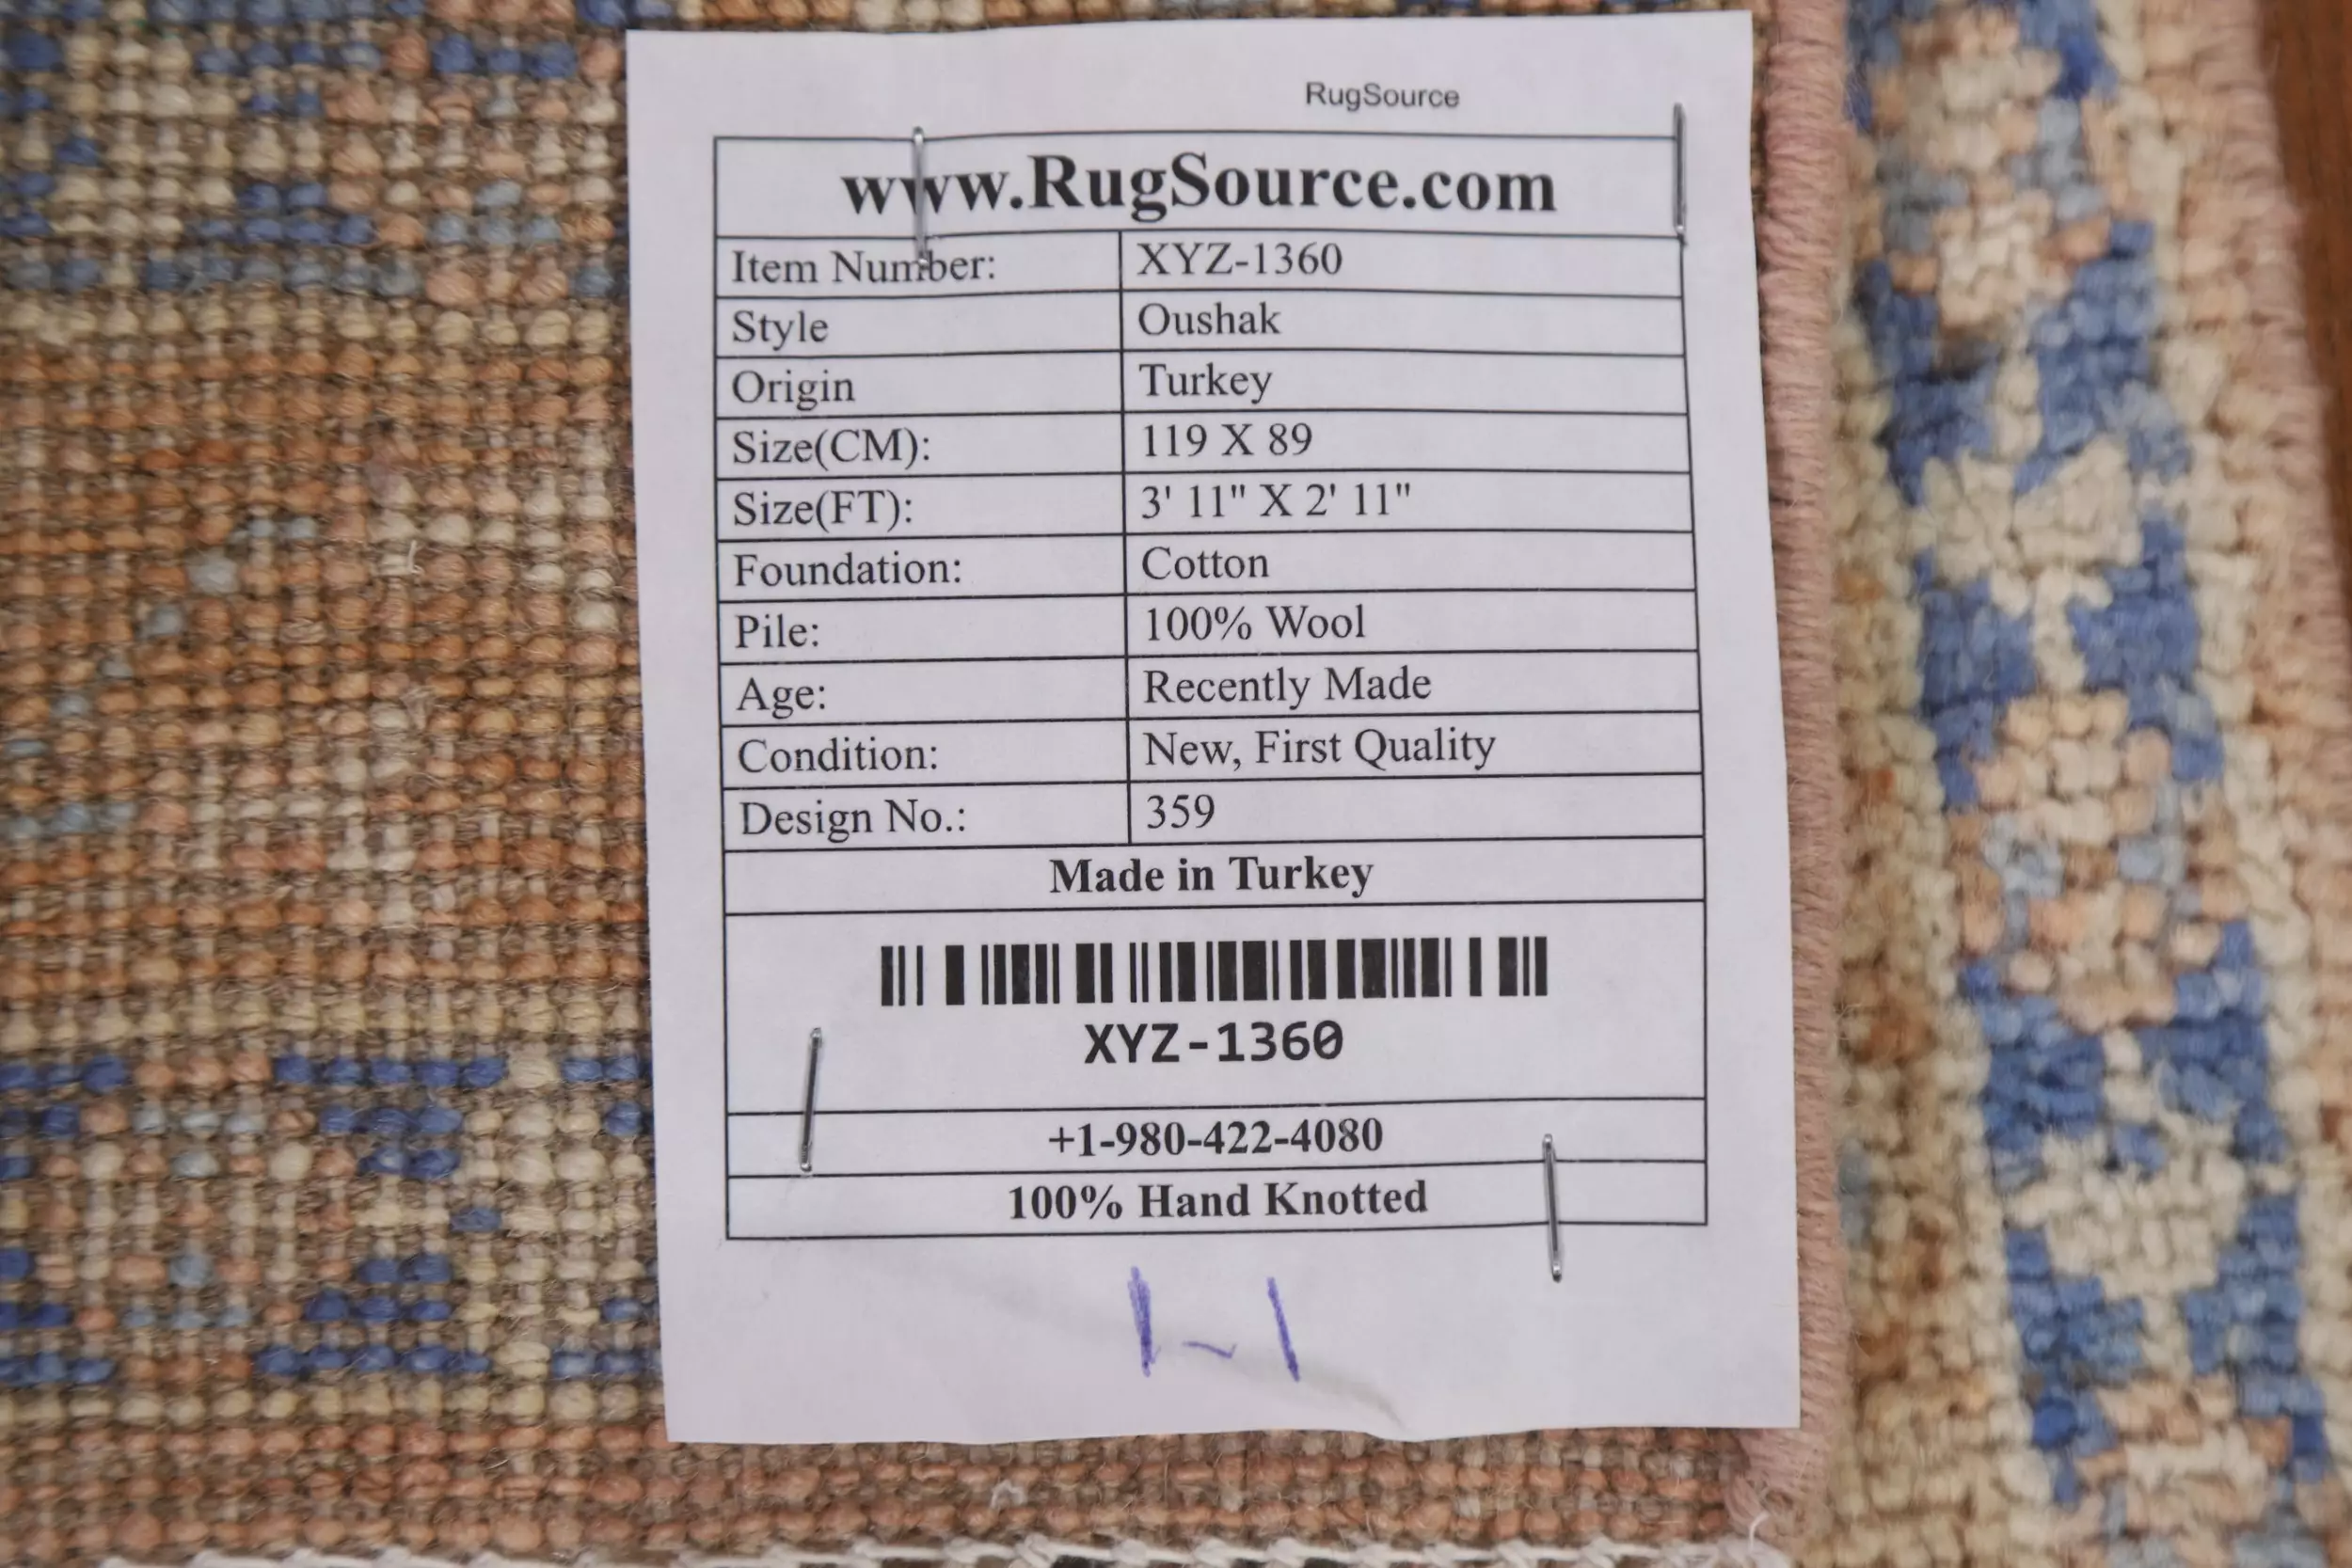 RugSource
www.RugSource.com
Item Number: XYZ-1360
Style Oushak
Origin Turkey
Size(CM): 119 X 89
Size(FT): 3' 11" X 2' 11"
Foundation: Cotton
Pile: 100% Wool
Age: Recently Made
Condition: New, First Quality
Design No.: 359
Made in Turkey
XYZ-1360
+1-980-422-4080
100% Hand Knotted
1-1